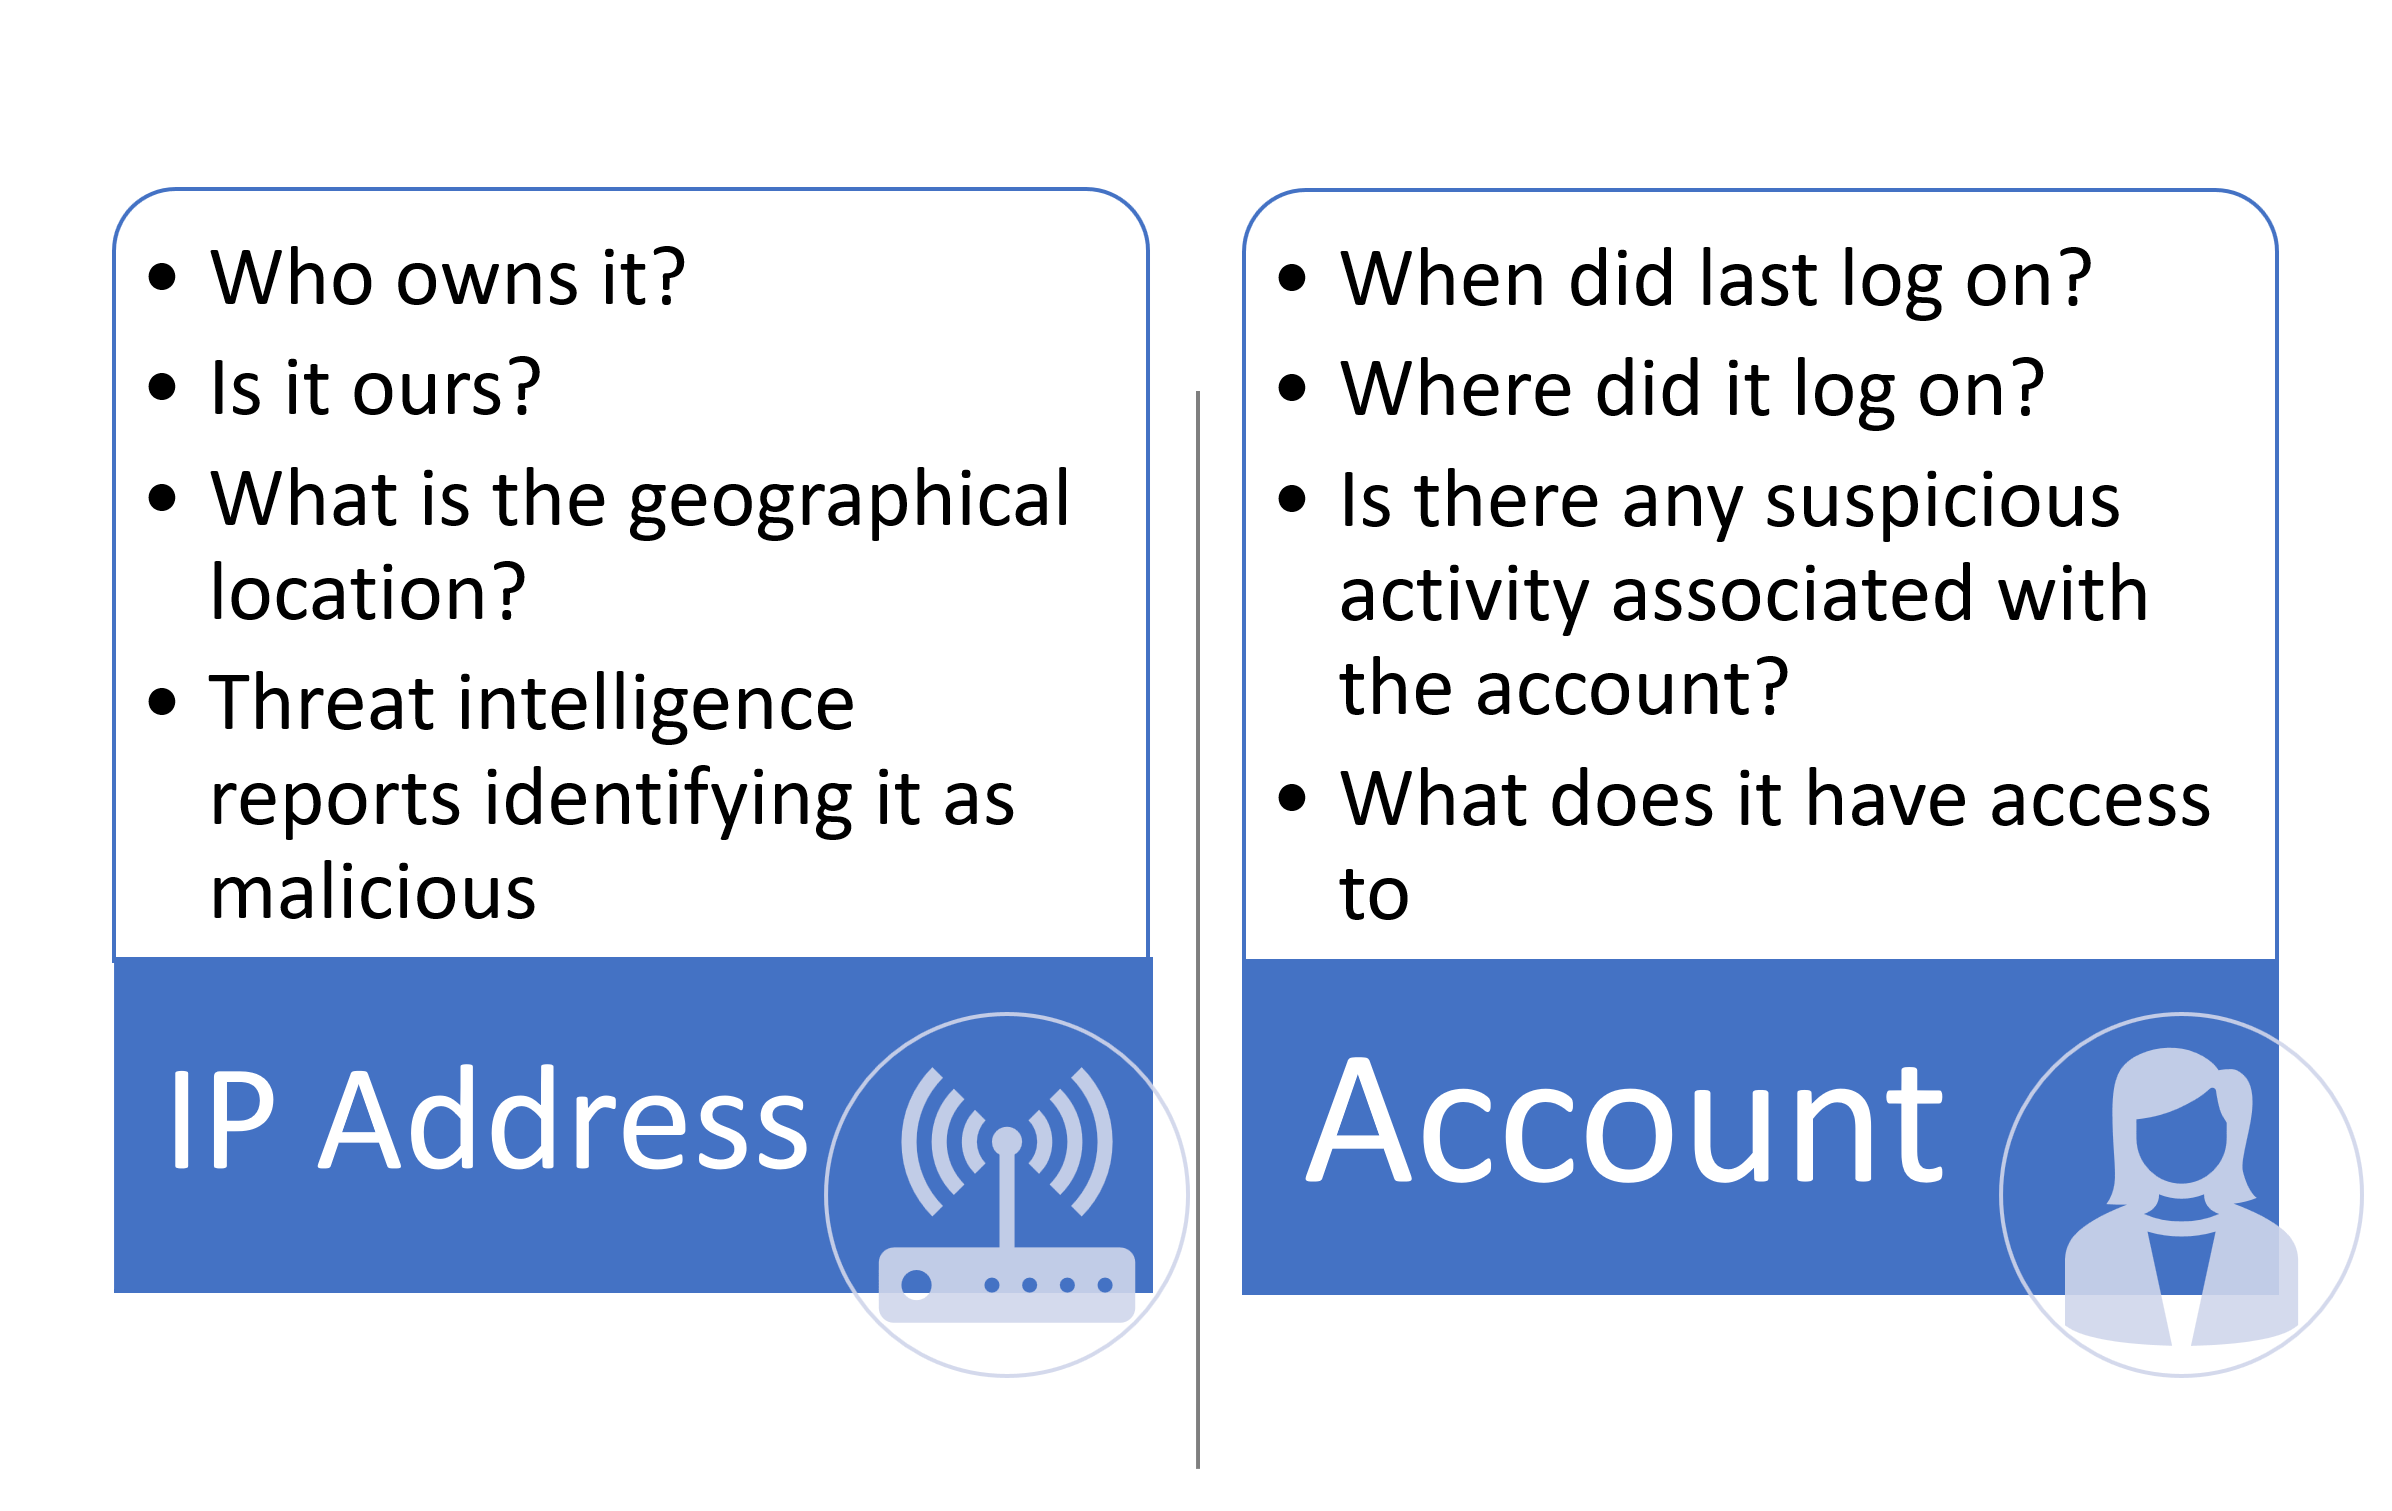 • Who owns it?
• Is it ours?
• What is the geographical
location?
• Threat intelligence
reports identifying it as
malicious
IP Address
• When did last log on?
• Where did it log on?
• Is there any suspicious
activity associated with
the account?
• What does it have access
to
Account